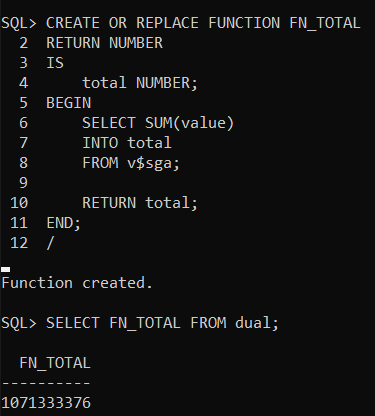 SQL> CREATE OR REPLACE FUNCTION FN_TOTAL
  2  RETURN NUMBER
  3  IS
  4      total NUMBER;
  5  BEGIN
  6      SELECT SUM(value)
  7      INTO total
  8      FROM v$sga;
  9
 10      RETURN total;
 11  END;
 12  /
Function created.
SQL> SELECT FN_TOTAL FROM dual;
  FN_TOTAL
----------
1071333376